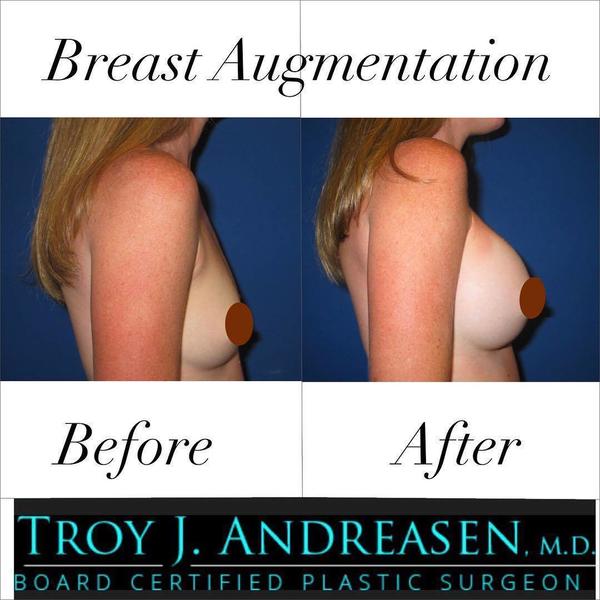 Breast Augmentation
Before
After
TROY J. ANDREASEN, M.D.
BOARD CERTIFIED PLASTIC SURGEON